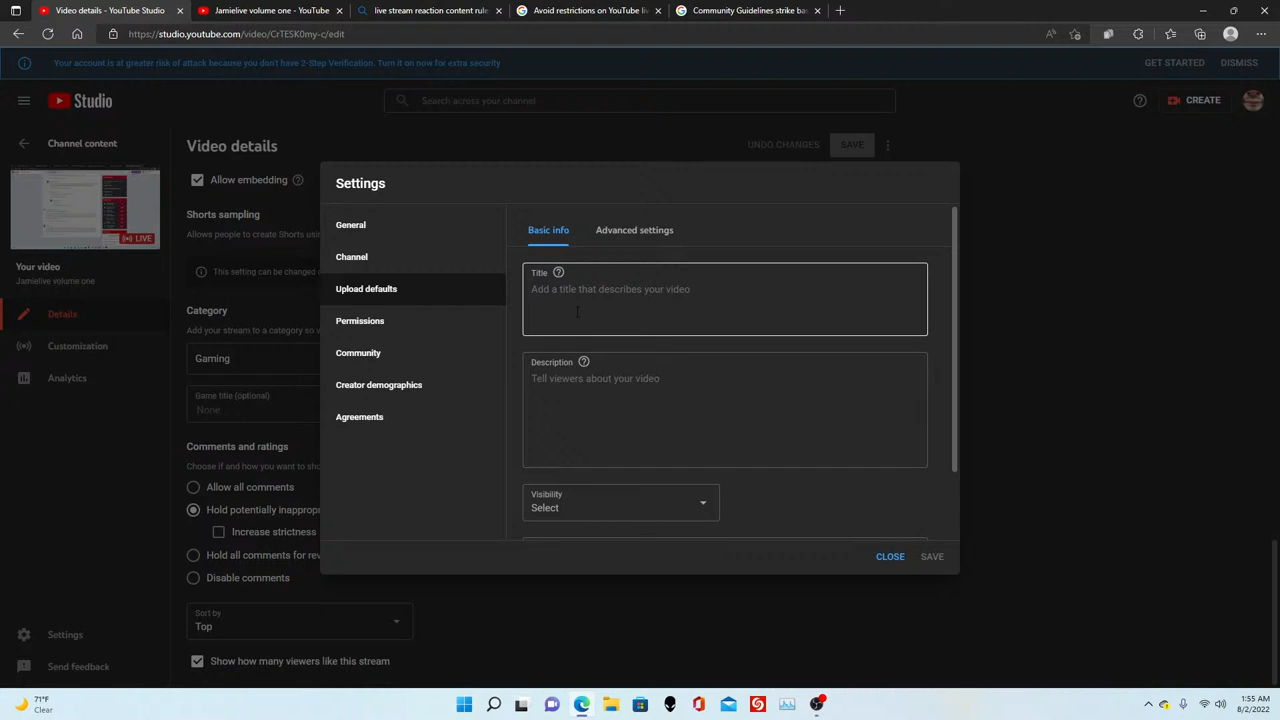 Video details - YouTube Studio
Jamielive volume one - YouTube
live stream reaction content rule
Avoid restrictions on YouTube liv
Community Guidelines strike bas
https://studio.youtube.com/video/CrTESK0my-c/edit
Your account is at greater risk of attack because you don't have 2-Step Verification. Turn it on now for extra security
GET STARTED
DISMISS
Studio
Search across your channel
CREATE
Channel content
Video details
UNDO CHANGES
SAVE
Allow embedding
Shorts sampling
Allows people to create Shorts using
This setting can be changed
LIVE
Your video
Jamielive volume one
Details
Customization
Analytics
Category
Add your stream to a category so v
Gaming
Game title (optional)
None
Comments and ratings
Choose if and how you want to sho
Allow all comments
Hold potentially inapprop
Increase strictness
Hold all comments for rev
Disable comments
Sort by
Top
Show how many viewers like this stream
Settings
Send feedback
Settings
General
Channel
Upload defaults
Permissions
Community
Creator demographics
Agreements
Basic info
Advanced settings
Title
Add a title that describes your video
Description
Tell viewers about your video
Visibility
Select
CLOSE
SAVE
71°F
Clear
1:55 AM
8/2/2022